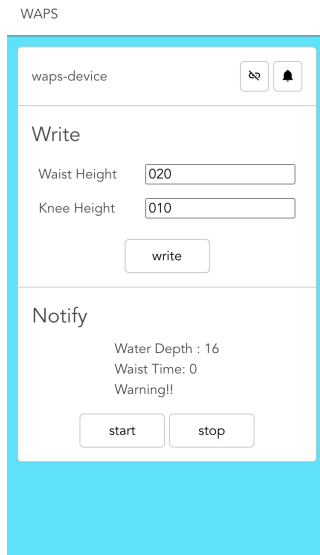 WAPS
waps-device
Write
Waist Height 020
Knee Height 010
write
Notify
Water Depth : 16
Waist Time: 0
Warning!!
start stop